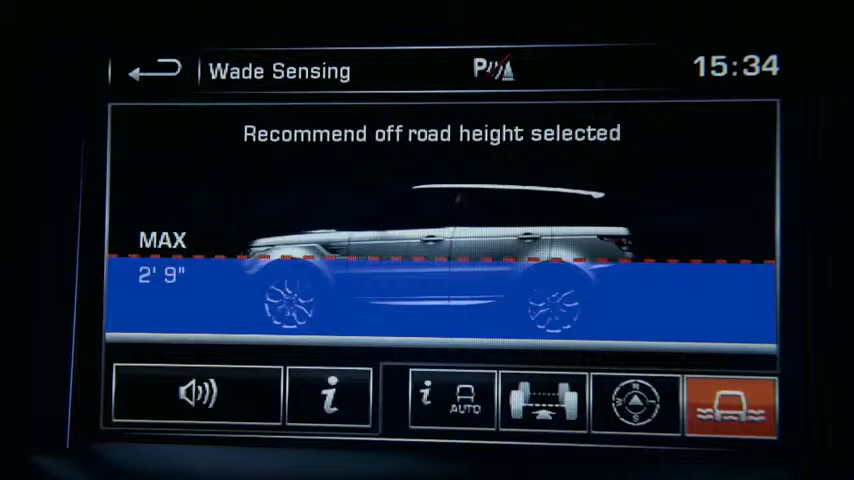 Wade Sensing
P
15:34
Recommend off road height selected
MAX
2' 9"
i
i
AUTO
N
W
S